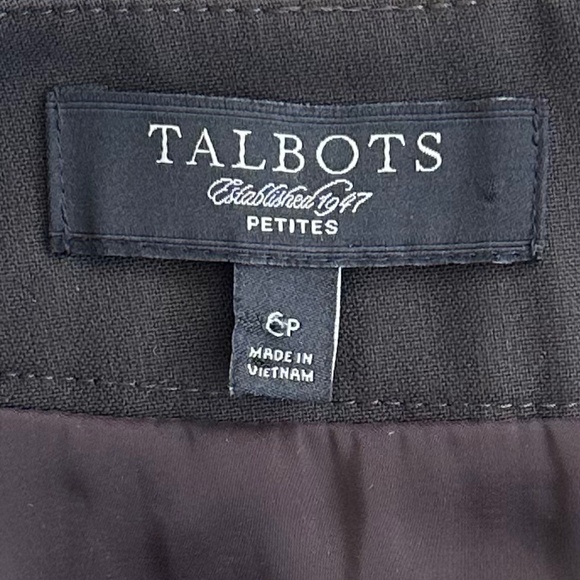 TALBOTS
Established 1947
PETITES
6P
MADE IN
VIETNAM